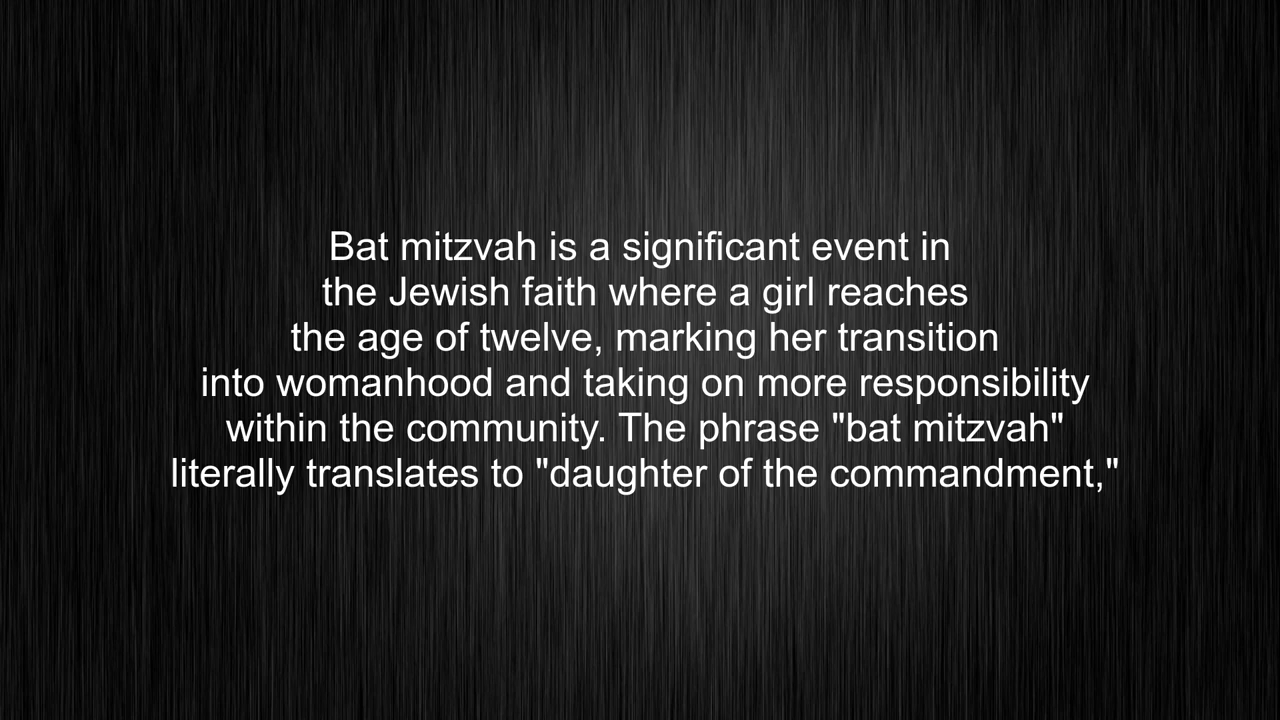 Bat mitzvah is a significant event in
the Jewish faith where a girl reaches
the age of twelve, marking her transition
into womanhood and taking on more responsibility
within the community. The phrase "bat mitzvah"
literally translates to "daughter of the commandment,"